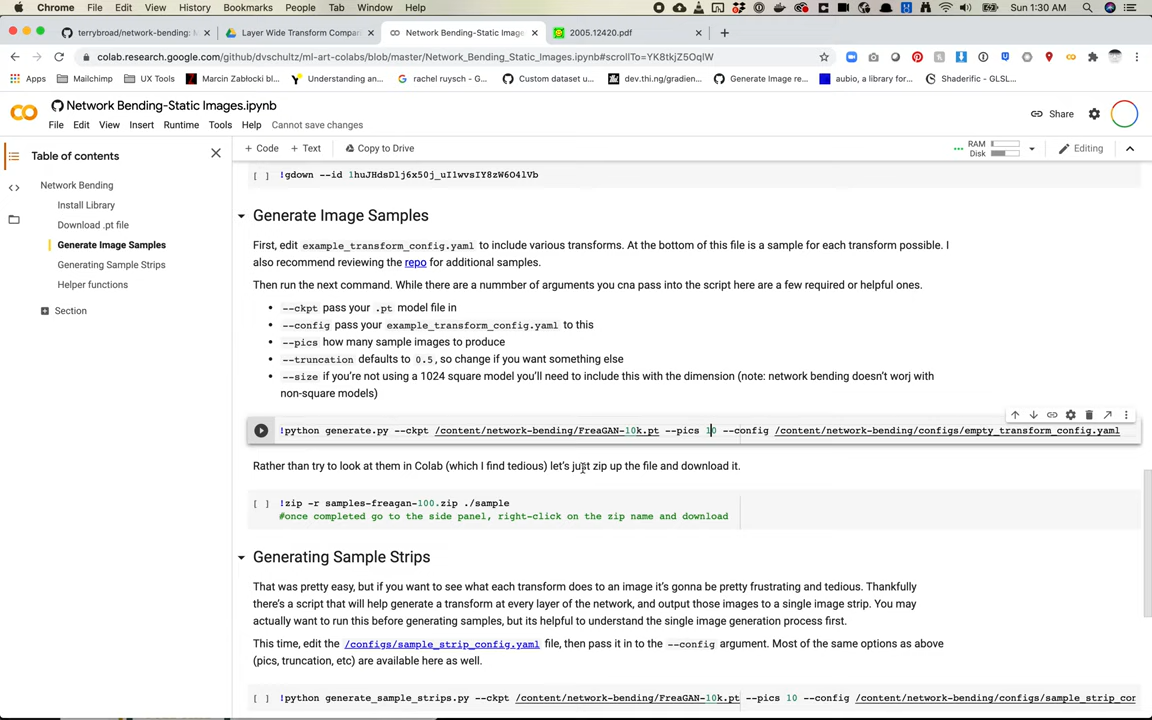 Chrome File Edit View History Bookmarks People Tab Window Help Sun 1:30 AM
terrybroad/network-bending: N Layer Wide Transform Compari Network Bending-Static Image 2005.12420.pdf
colab.research.google.com/github/dvschultz/ml-art-colabs/blob/master/Network_Bending_Static_Images.ipynb#scrollTo=YK8tkjZ5OqIW
Apps Mailchimp UX Tools Marcin Zabłocki bl... Understanding an... rachel ruysch - G... Custom dataset u... dev.thi.ng/gradien... Generate Image re... aubio, a library for... Shaderific - GLSL...
Network Bending-Static Images.ipynb
File Edit View Insert Runtime Tools Help Cannot save changes
Share
+ Code + Text Copy to Drive
RAM
Disk
Editing
Table of contents
Network Bending
Install Library
Download .pt file
Generate Image Samples
Generating Sample Strips
Helper functions
Section
[ ] !gdown --id 1huJHdsDlj6x50j_uI1wvsIY8zW6O4lVb
Generate Image Samples
First, edit example_transform_config.yaml to include various transforms. At the bottom of this file is a sample for each transform possible. I
also recommend reviewing the repo for additional samples.
Then run the next command. While there are a nummber of arguments you cna pass into the script here are a few required or helpful ones.
• --ckpt pass your .pt model file in
• --config pass your example_transform_config.yaml to this
• --pics how many sample images to produce
• --truncation defaults to 0.5, so change if you want something else
• --size if you're not using a 1024 square model you'll need to include this with the dimension (note: network bending doesn't worj with
non-square models)
!python generate.py --ckpt /content/network-bending/FreaGAN-10k.pt --pics 10 --config /content/network-bending/configs/empty_transform_config.yaml
Rather than try to look at them in Colab (which I find tedious) let's just zip up the file and download it.
[ ] !zip -r samples-freagan-100.zip ./sample
#once completed go to the side panel, right-click on the zip name and download
Generating Sample Strips
That was pretty easy, but if you want to see what each transform does to an image it's gonna be pretty frustrating and tedious. Thankfully
there's a script that will help generate a transform at every layer of the network, and output those images to a single image strip. You may
actually want to run this before generating samples, but its helpful to understand the single image generation process first.
This time, edit the /configs/sample_strip_config.yaml file, then pass it in to the --config argument. Most of the same options as above
(pics, truncation, etc) are available here as well.
[ ] !python generate_sample_strips.py --ckpt /content/network-bending/FreaGAN-10k.pt --pics 10 --config /content/network-bending/configs/sample_strip_con